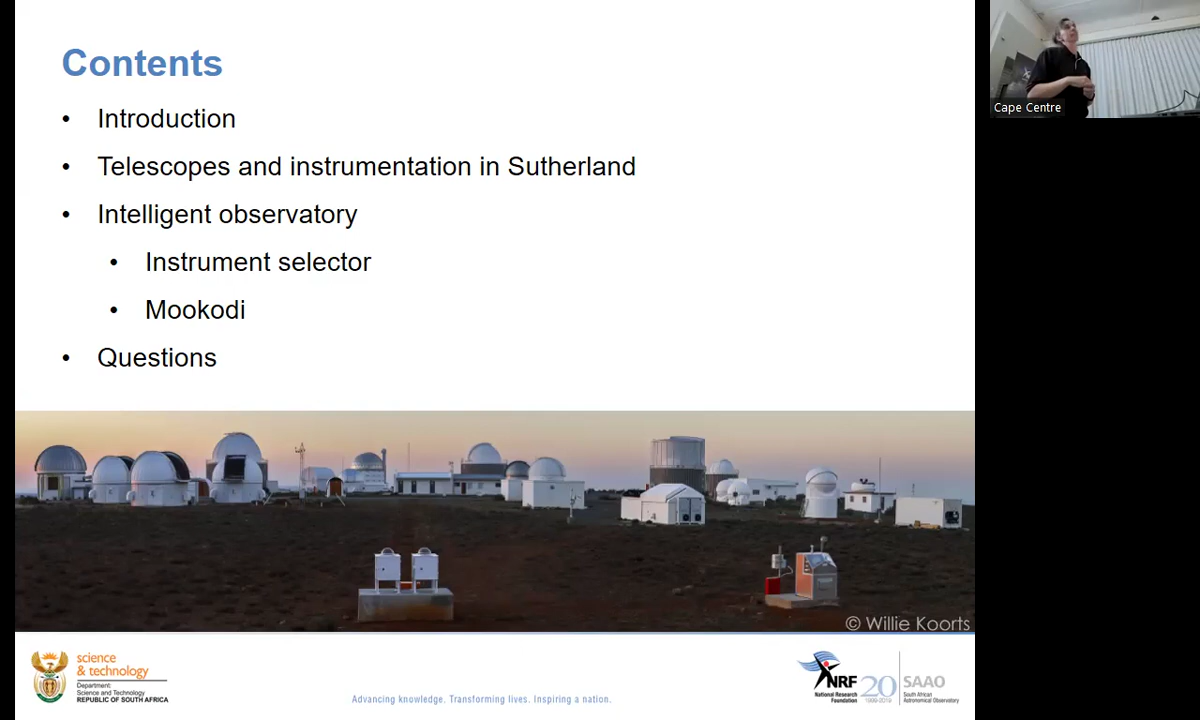 Contents
• Introduction
• Telescopes and instrumentation in Sutherland
• Intelligent observatory
• Instrument selector
• Mookodi
• Questions
© Willie Koorts
science
& technology
Department:
Science and Technology
REPUBLIC OF SOUTH AFRICA
Advancing knowledge. Transforming lives. Inspiring a nation.
NRF
National Research
Foundation
20
1999-2019
SAAO
South African
Astronomical Observatory
Cape Centre